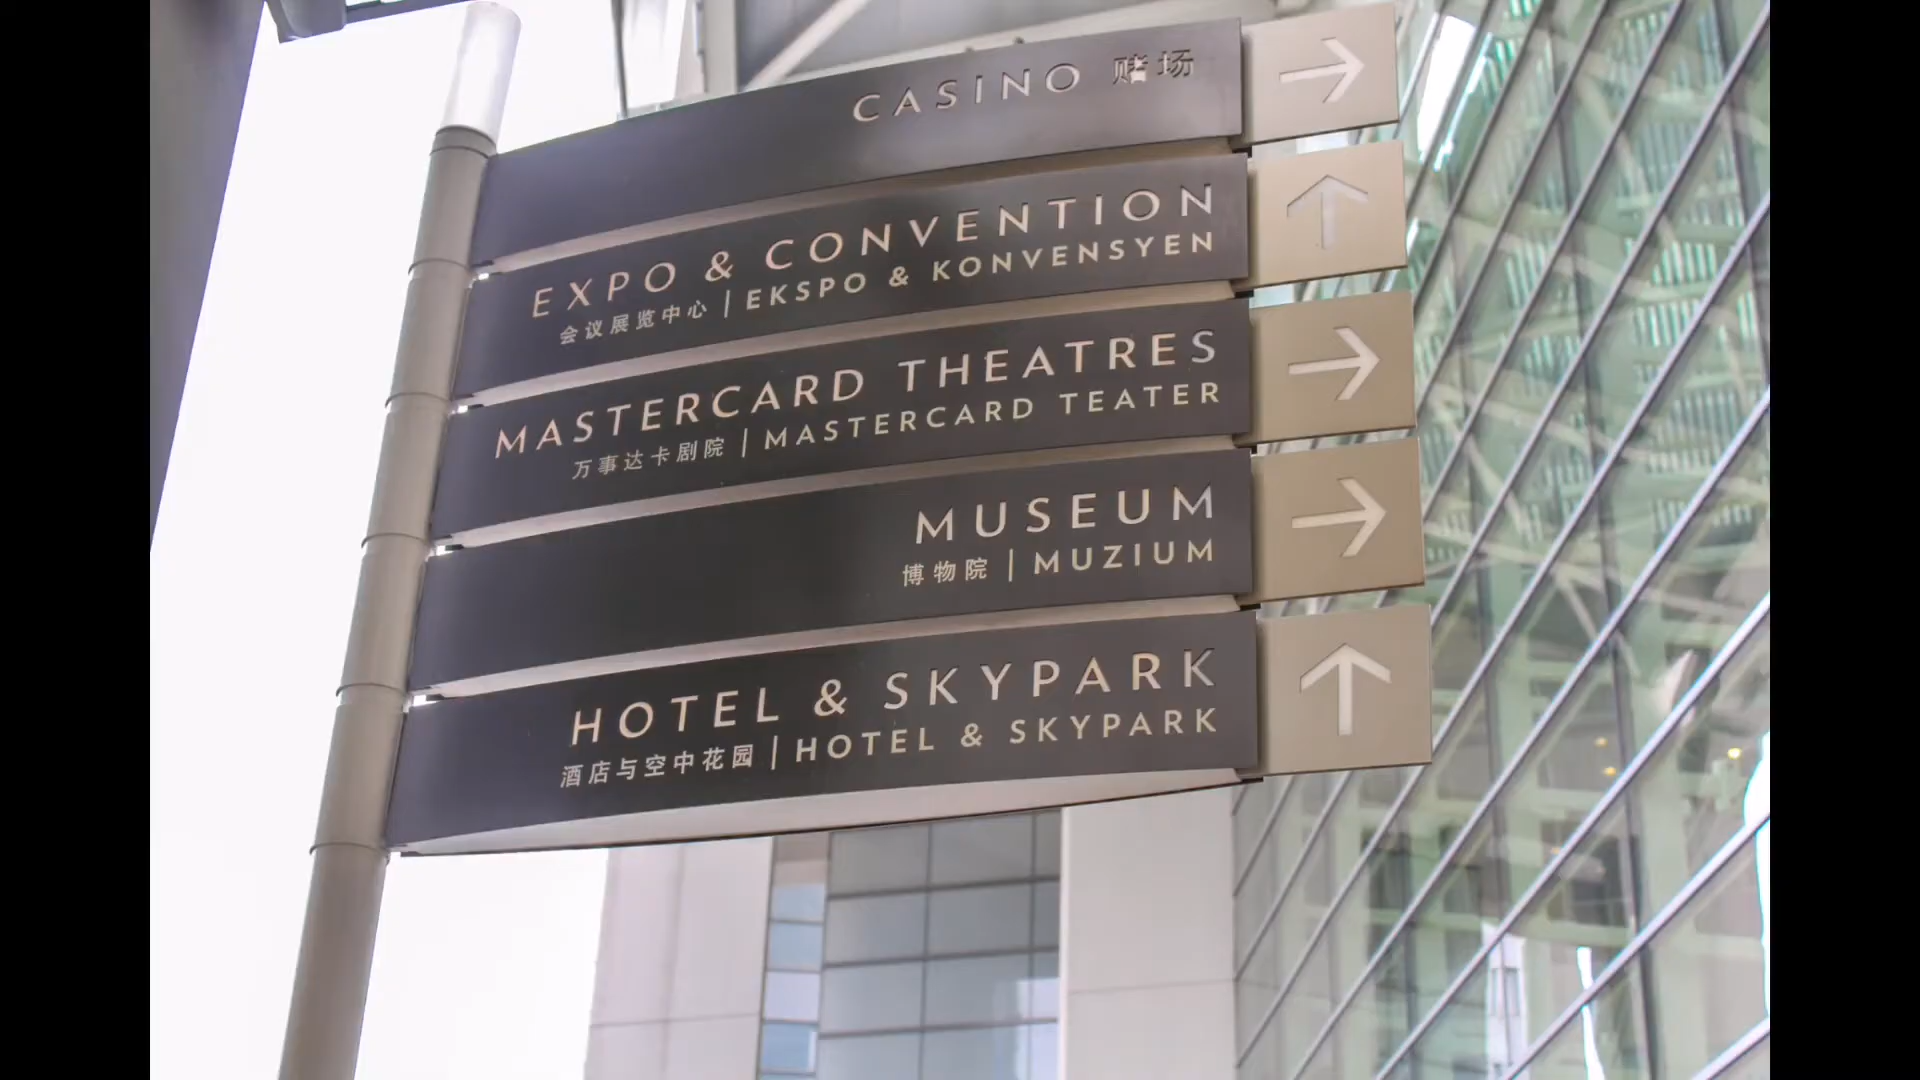 CASINO 赌场
EXPO & CONVENTION
会议展览中心 | EKSPO & KONVENSYEN
MASTERCARD THEATRES
万事达卡剧院 | MASTERCARD TEATER
MUSEUM
博物院 | MUZIUM
HOTEL & SKYPARK
酒店与空中花园 | HOTEL & SKYPARK